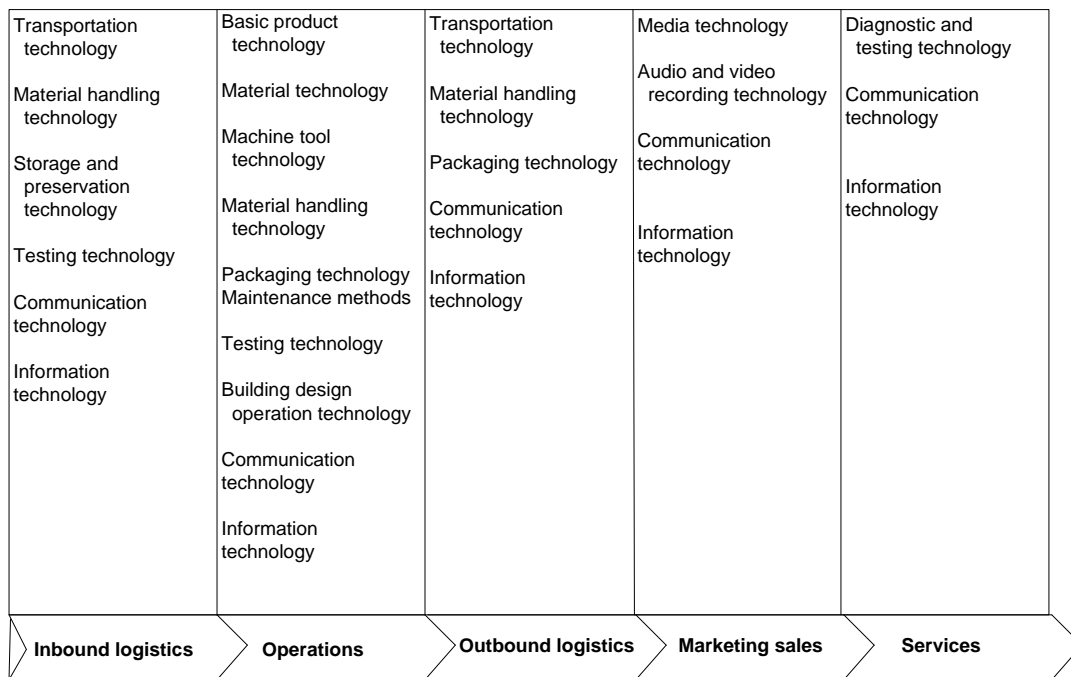 Transportation
technology
Material handling
technology
Storage and
preservation
technology
Testing technology
Communication
technology
Information
technology
Basic product
technology
Material technology
Machine tool
technology
Material handling
technology
Packaging technology
Maintenance methods
Testing technology
Building design
operation technology
Communication
technology
Information
technology
Transportation
technology
Material handling
technology
Packaging technology
Communication
technology
Information
technology
Media technology
Audio and video
recording technology
Communication
technology
Information
technology
Diagnostic and
testing technology
Communication
technology
Information
technology
Inbound logistics
Operations
Outbound logistics
Marketing sales
Services